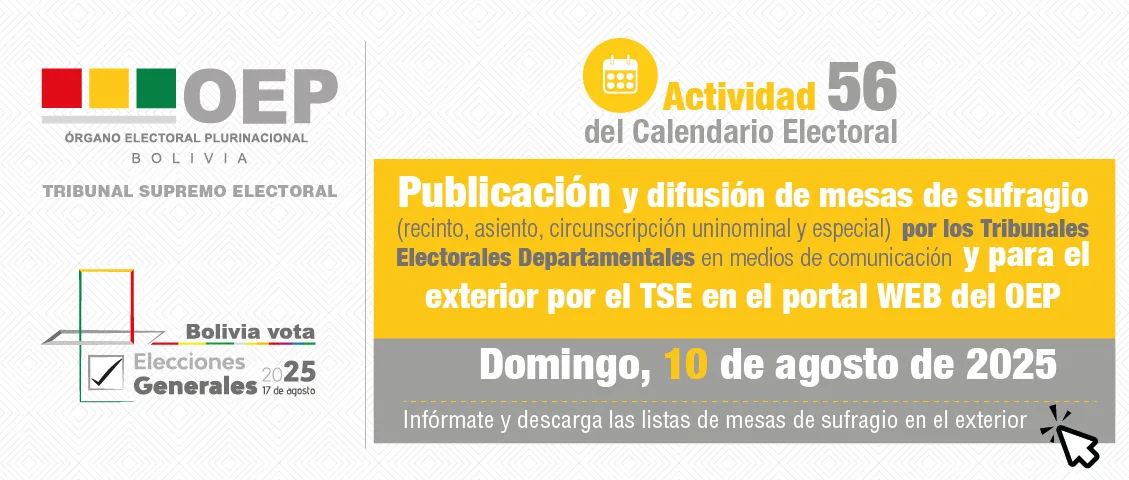 OEP
ÓRGANO ELECTORAL PLURINACIONAL
BOLIVIA
TRIBUNAL SUPREMO ELECTORAL
Bolivia vota
Elecciones
Generales 2025
17 de agosto
Actividad 56
del Calendario Electoral
Publicación y difusión de mesas de sufragio
(recinto, asiento, circunscripción uninominal y especial) por los Tribunales
Electorales Departamentales en medios de comunicación y para el
exterior por el TSE en el portal WEB del OEP
Domingo, 10 de agosto de 2025
Infórmate y descarga las listas de mesas de sufragio en el exterior